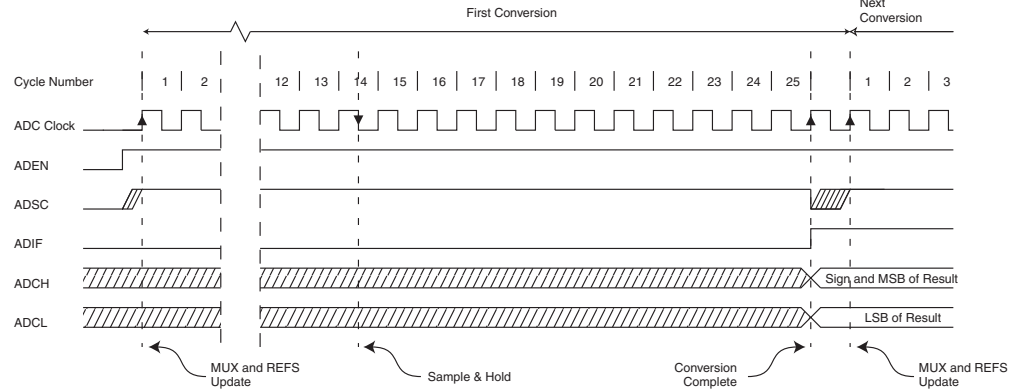 Next
First Conversion
Conversion
Cycle Number 1 2 12 13 14 15 16 17 18 19 20 21 22 23 24 25 1 2 3
ADC Clock
ADEN
ADSC
ADIF
ADCH
Sign and MSB of Result
ADCL
LSB of Result
MUX and REFS
Update
Sample & Hold
Conversion
Complete
MUX and REFS
Update